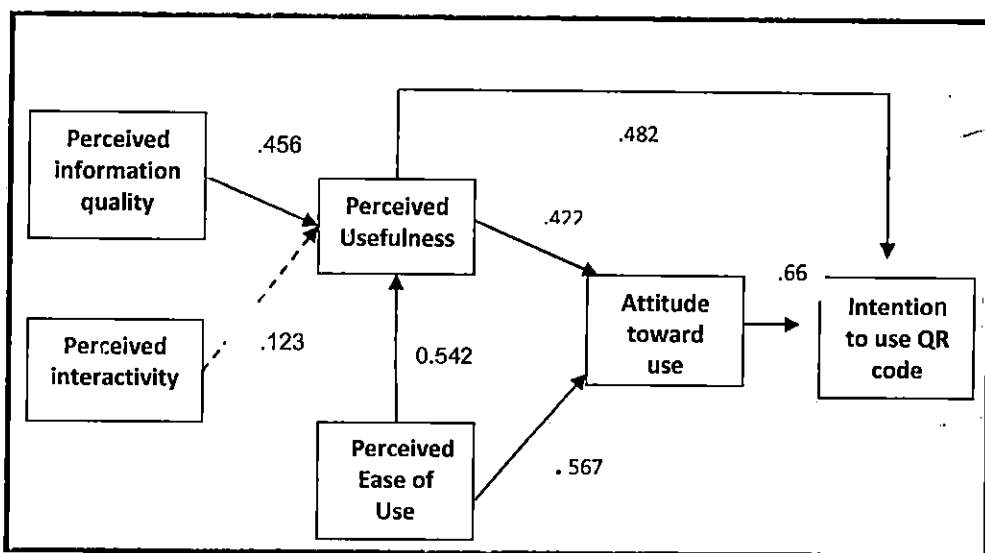 Perceived
information
quality
.456
.482
Perceived
Usefulness
.422
.66
Attitude
toward
use
Intention
to use QR
code
Perceived
interactivity
.123
0.542
Perceived
Ease of
Use
.567